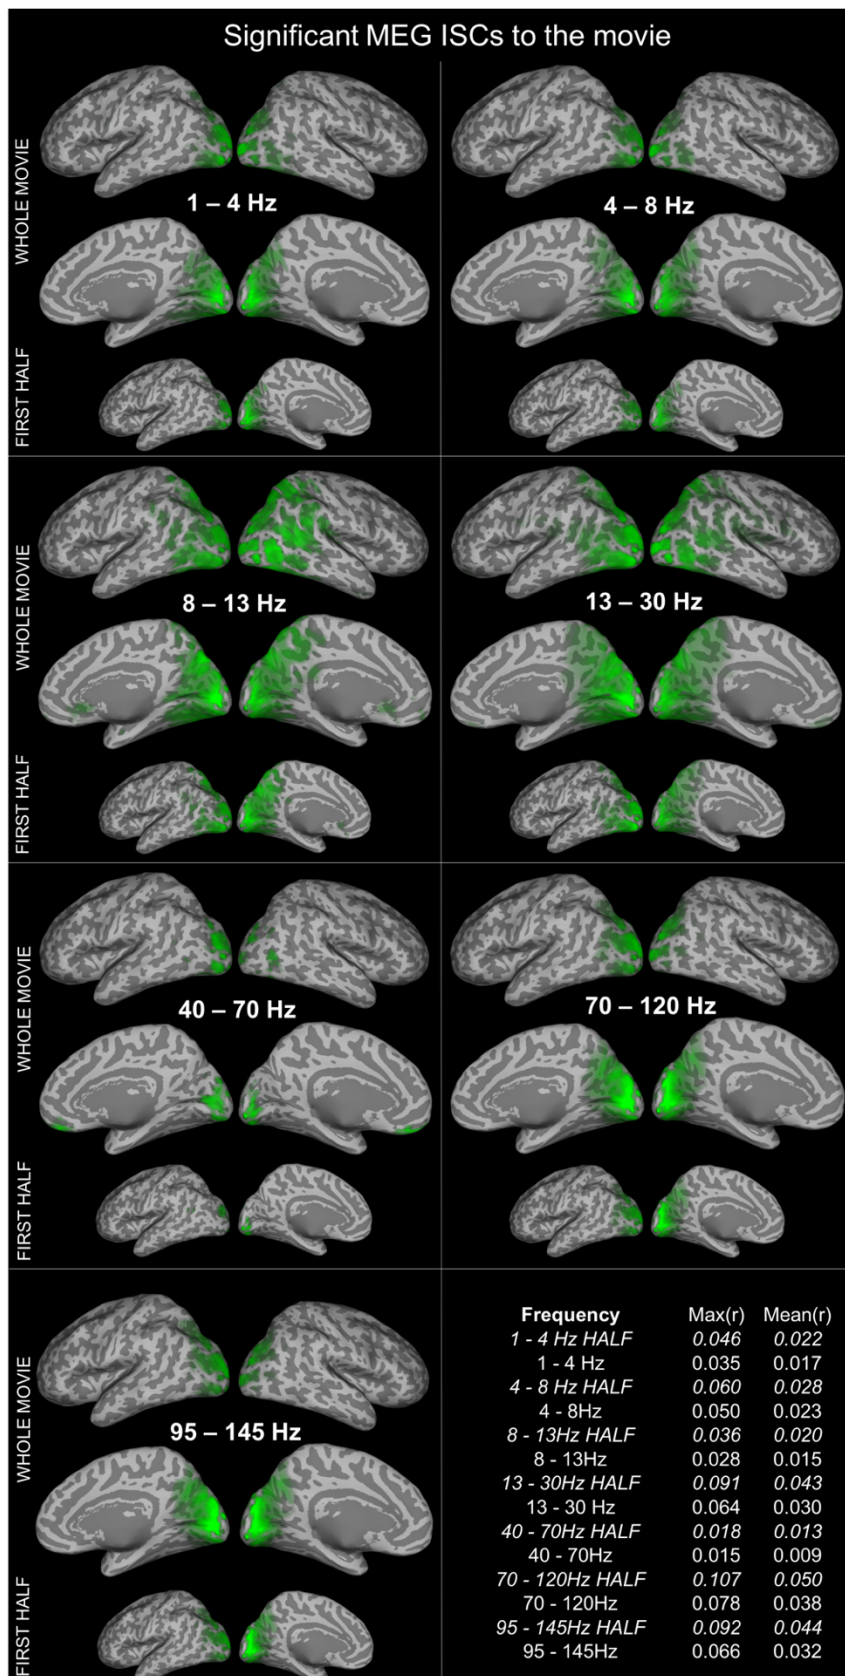 Significant MEG ISCs to the movie
WHOLE MOVIE
1 – 4 Hz
FIRST HALF
4 – 8 Hz
WHOLE MOVIE
8 – 13 Hz
FIRST HALF
13 – 30 Hz
WHOLE MOVIE
40 – 70 Hz
FIRST HALF
70 – 120 Hz
WHOLE MOVIE
95 – 145 Hz
FIRST HALF
Frequency Max(r) Mean(r)
1 - 4 Hz HALF 0.046 0.022
1 - 4 Hz 0.035 0.017
4 - 8 Hz HALF 0.060 0.028
4 - 8Hz 0.050 0.023
8 - 13Hz HALF 0.036 0.020
8 - 13Hz 0.028 0.015
13 - 30Hz HALF 0.091 0.043
13 - 30 Hz 0.064 0.030
40 - 70Hz HALF 0.018 0.013
40 - 70Hz 0.015 0.009
70 - 120Hz HALF 0.107 0.050
70 - 120Hz 0.078 0.038
95 - 145Hz HALF 0.092 0.044
95 - 145Hz 0.066 0.032